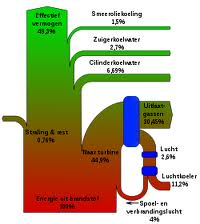 Effectief
vermogen
49,3%
Smeeroliekoeling
1,5%
Zuigerkoelwater
2,7%
Cilinderkoelwater
6,69%
Uitlaat-
gassen
30,45%
Straling & rest
0,76%
Naar turbine
44,9%
Lucht
2,6%
Luchtkoeler
11,2%
Energie uit brandstof
100%
Spoel- en
verbrandingslucht
4%